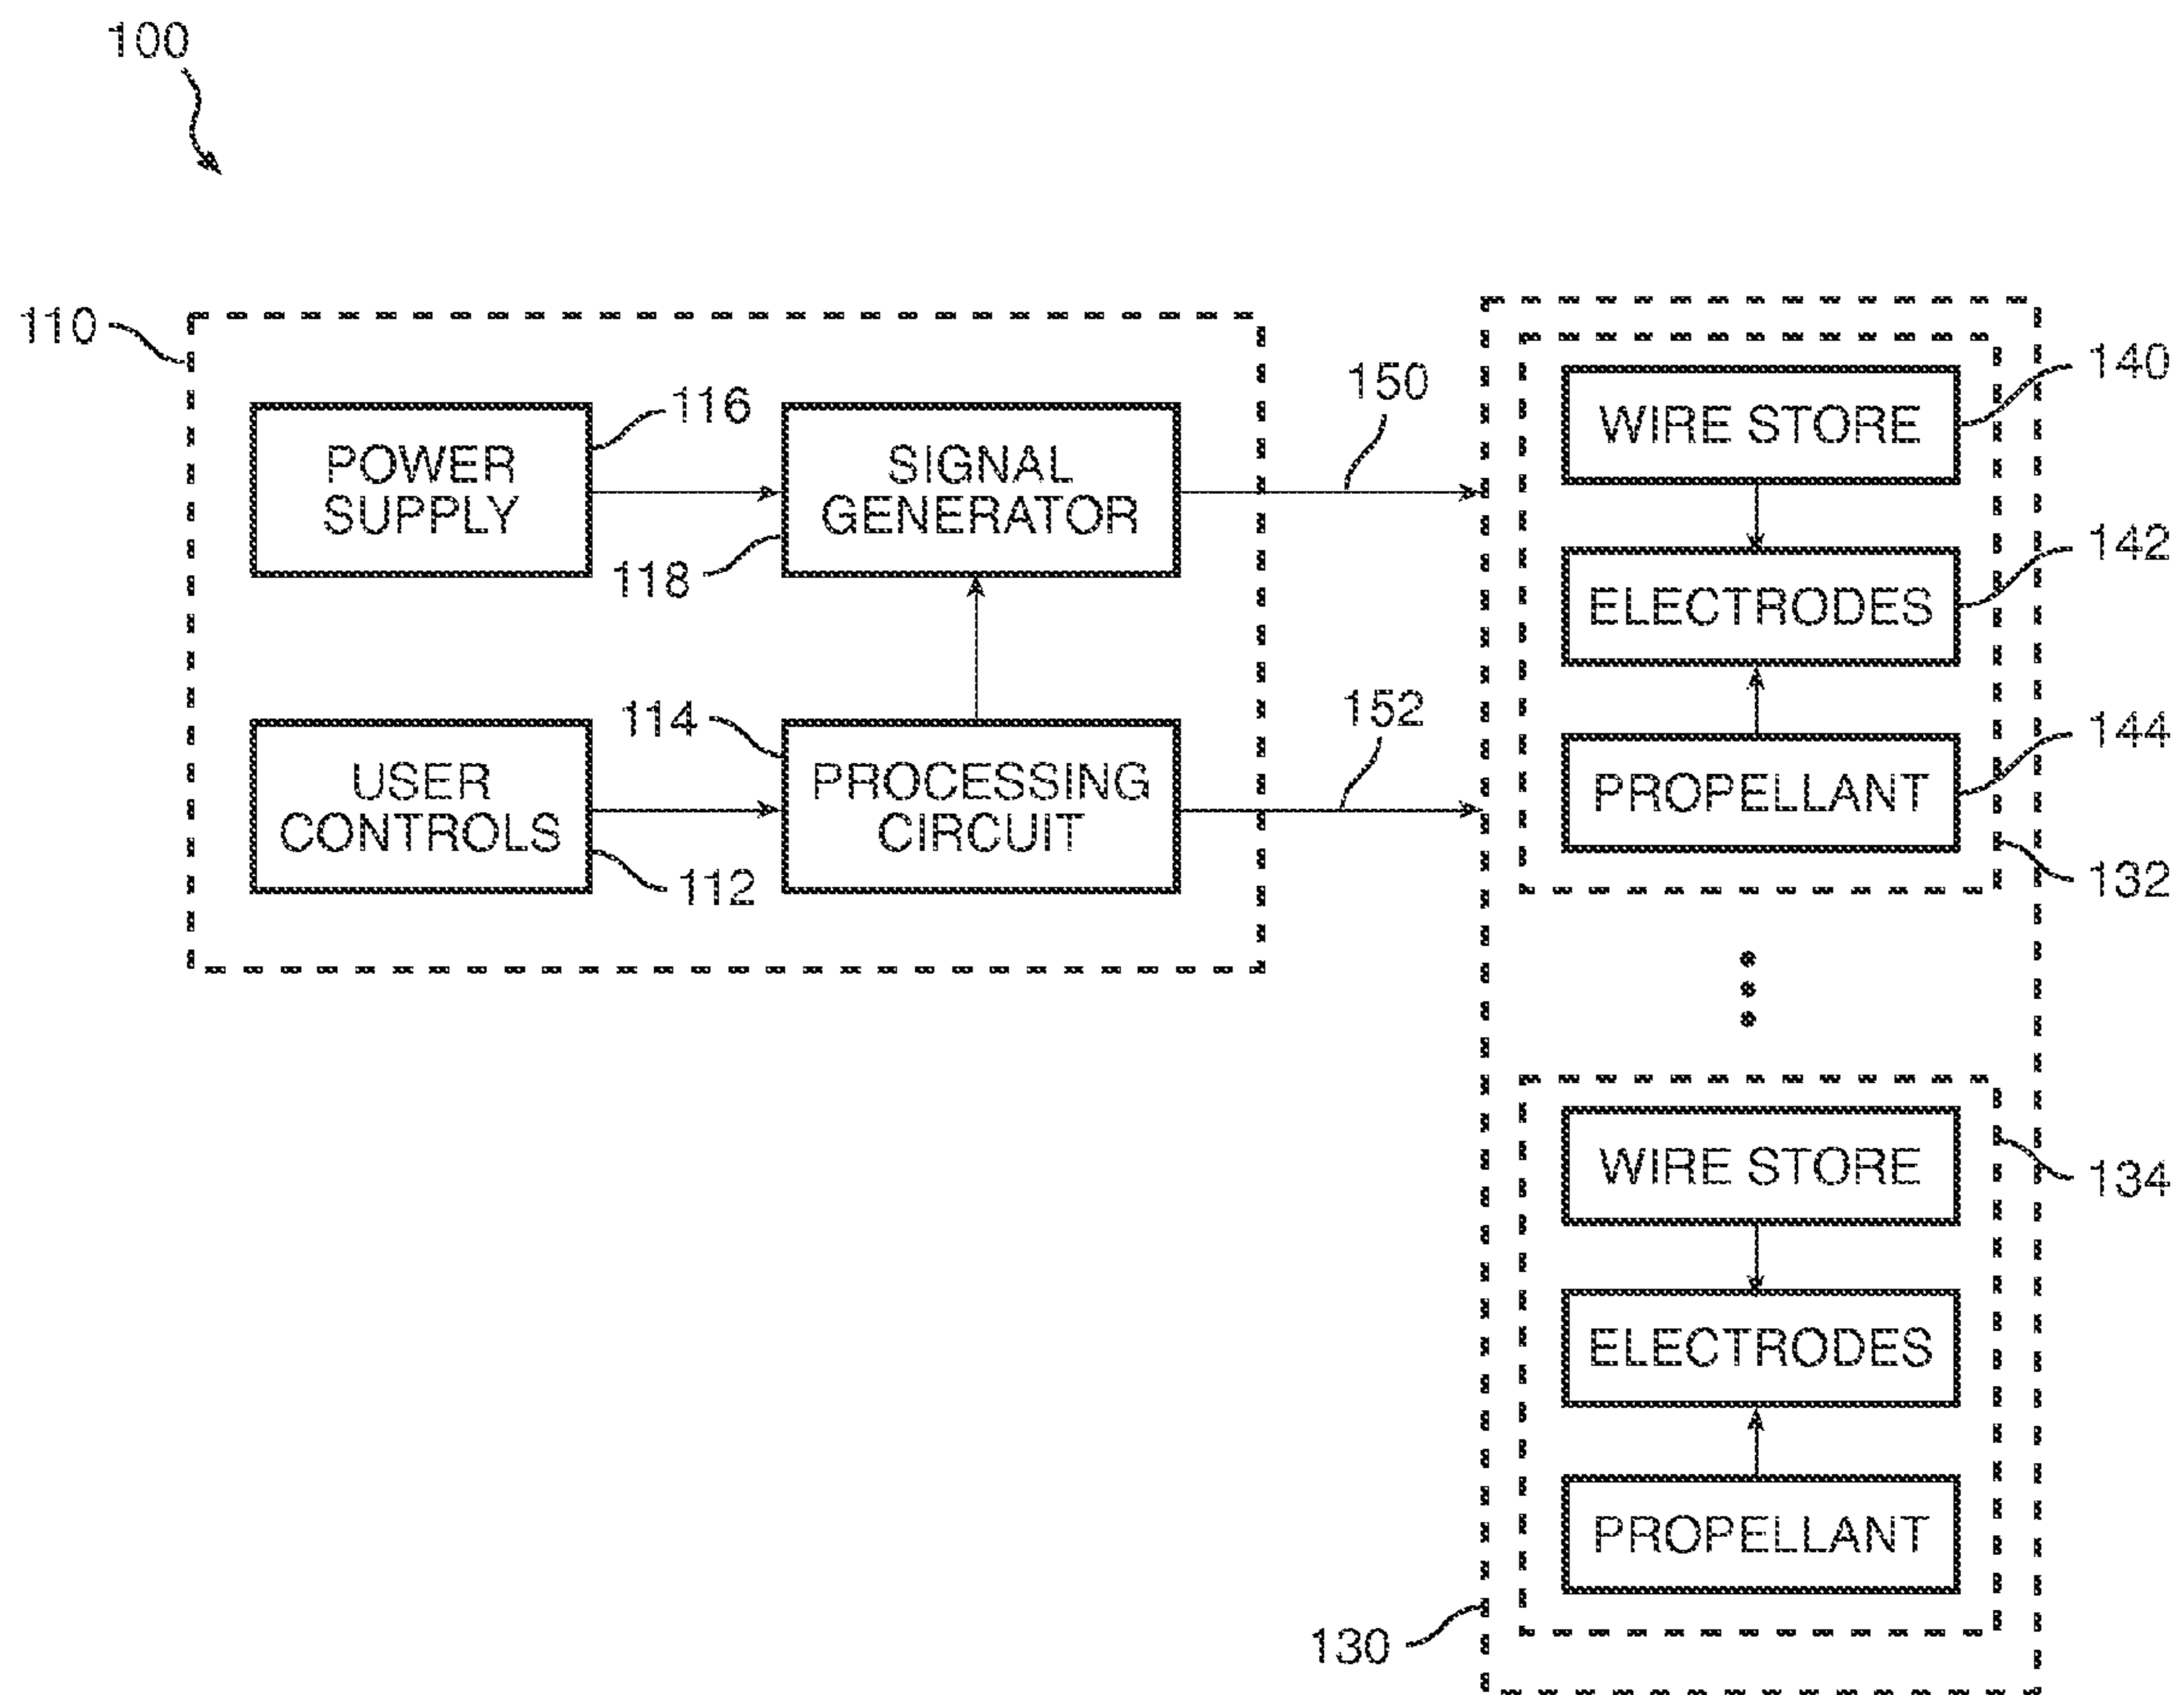 100
110
116
POWER
SUPPLY
118
SIGNAL
GENERATOR
150
USER
CONTROLS
112
114
PROCESSING
CIRCUIT
152
WIRE STORE
140
ELECTRODES
142
PROPELLANT
144
132
WIRE STORE
134
ELECTRODES
PROPELLANT
130